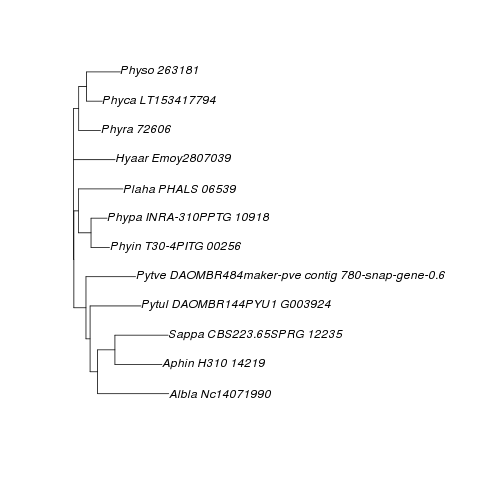 Physo 263181
Phyca LT153417794
Phyra 72606
Hyaar Emoy2807039
Plaha PHALS 06539
Phypa INRA-310PPTG 10918
Phyin T30-4PITG 00256
Pytve DAOMBR484maker-pve contig 780-snap-gene-0.6
Pytul DAOMBR144PYU1 G003924
Sappa CBS223.65SPRG 12235
Aphin H310 14219
Albla Nc14071990